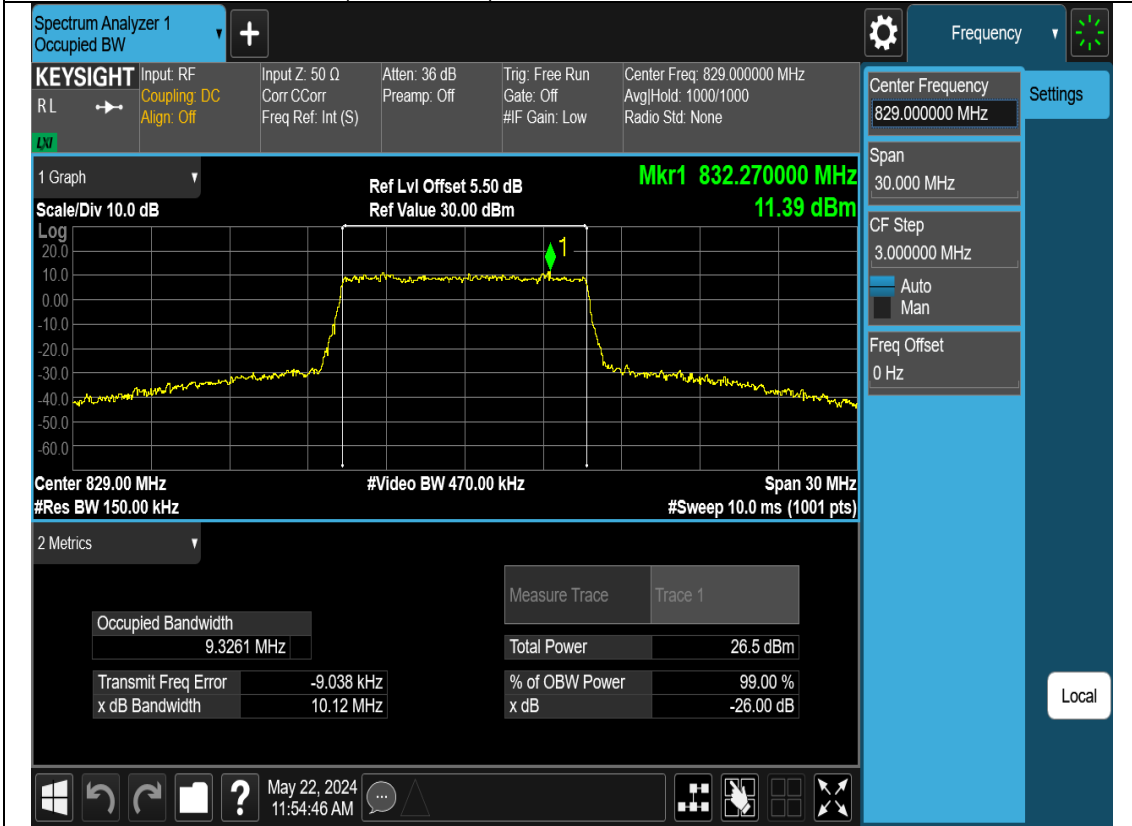 Spectrum Analyzer 1
Occupied BW
+
Frequency
KEYSIGHT
RL
LXI
Input: RF
Coupling: DC
Align: Off
Input Z: 50 Ω
Corr CCorr
Freq Ref: Int (S)
Atten: 36 dB
Preamp: Off
Trig: Free Run
Gate: Off
#IF Gain: Low
Center Freq: 829.000000 MHz
Avg|Hold: 1000/1000
Radio Std: None
Center Frequency
829.000000 MHz
Settings
Span
30.000 MHz
CF Step
3.000000 MHz
Auto
Man
Freq Offset
0 Hz
Local
1 Graph
Scale/Div 10.0 dB
Ref Lvl Offset 5.50 dB
Ref Value 30.00 dBm
Mkr1 832.270000 MHz
11.39 dBm
Log
1
20.0
10.0
0.00
-10.0
-20.0
-30.0
-40.0
-50.0
-60.0
Center 829.00 MHz
#Res BW 150.00 kHz
#Video BW 470.00 kHz
Span 30 MHz
#Sweep 10.0 ms (1001 pts)
2 Metrics
Measure Trace Trace 1
Occupied Bandwidth
9.3261 MHz
Total Power 26.5 dBm
Transmit Freq Error -9.038 kHz
% of OBW Power 99.00 %
x dB Bandwidth 10.12 MHz
x dB -26.00 dB
?
May 22, 2024
11:54:46 AM